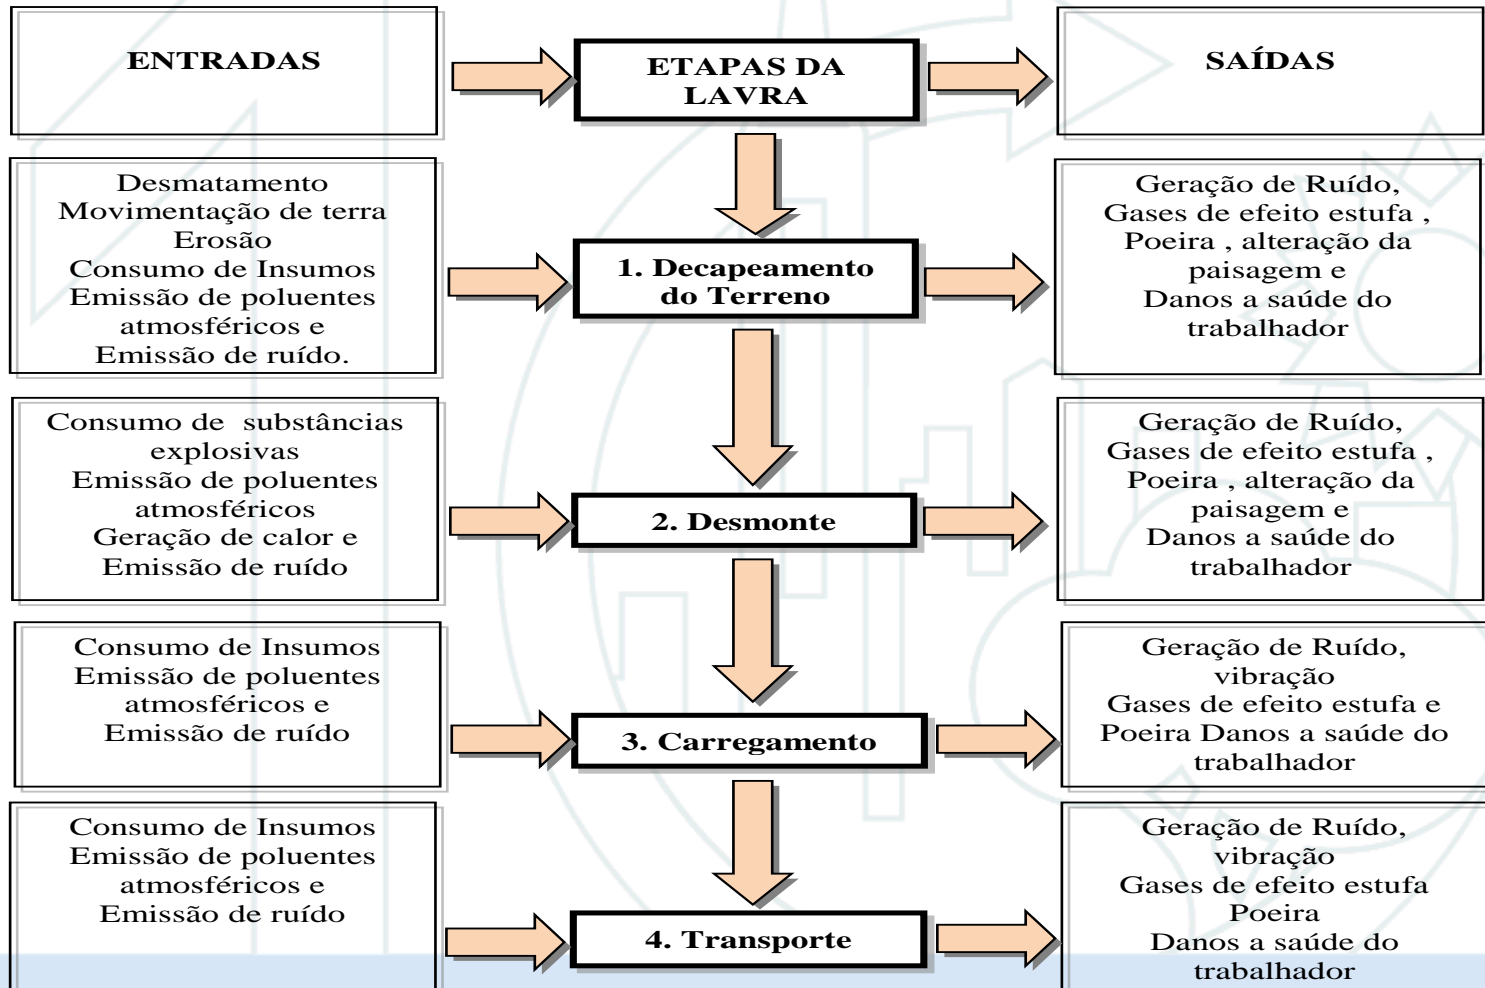 ENTRADAS
ETAPAS DA
LAVRA
SAÍDAS
Desmatamento
Movimentação de terra
Erosão
Consumo de Insumos
Emissão de poluentes
atmosféricos e
Emissão de ruído.
1. Decapeamento
do Terreno
Geração de Ruído,
Gases de efeito estufa ,
Poeira , alteração da
paisagem e
Danos a saúde do
trabalhador
Consumo de  substâncias
explosivas
Emissão de poluentes
atmosféricos
Geração de calor e
Emissão de ruído
2. Desmonte
Geração de Ruído,
Gases de efeito estufa ,
Poeira , alteração da
paisagem e
Danos a saúde do
trabalhador
Consumo de Insumos
Emissão de poluentes
atmosféricos e
Emissão de ruído
3. Carregamento
Geração de Ruído,
vibração
Gases de efeito estufa e
Poeira Danos a saúde do
trabalhador
Consumo de Insumos
Emissão de poluentes
atmosféricos e
Emissão de ruído
4. Transporte
Geração de Ruído,
vibração
Gases de efeito estufa
Poeira
Danos a saúde do
trabalhador